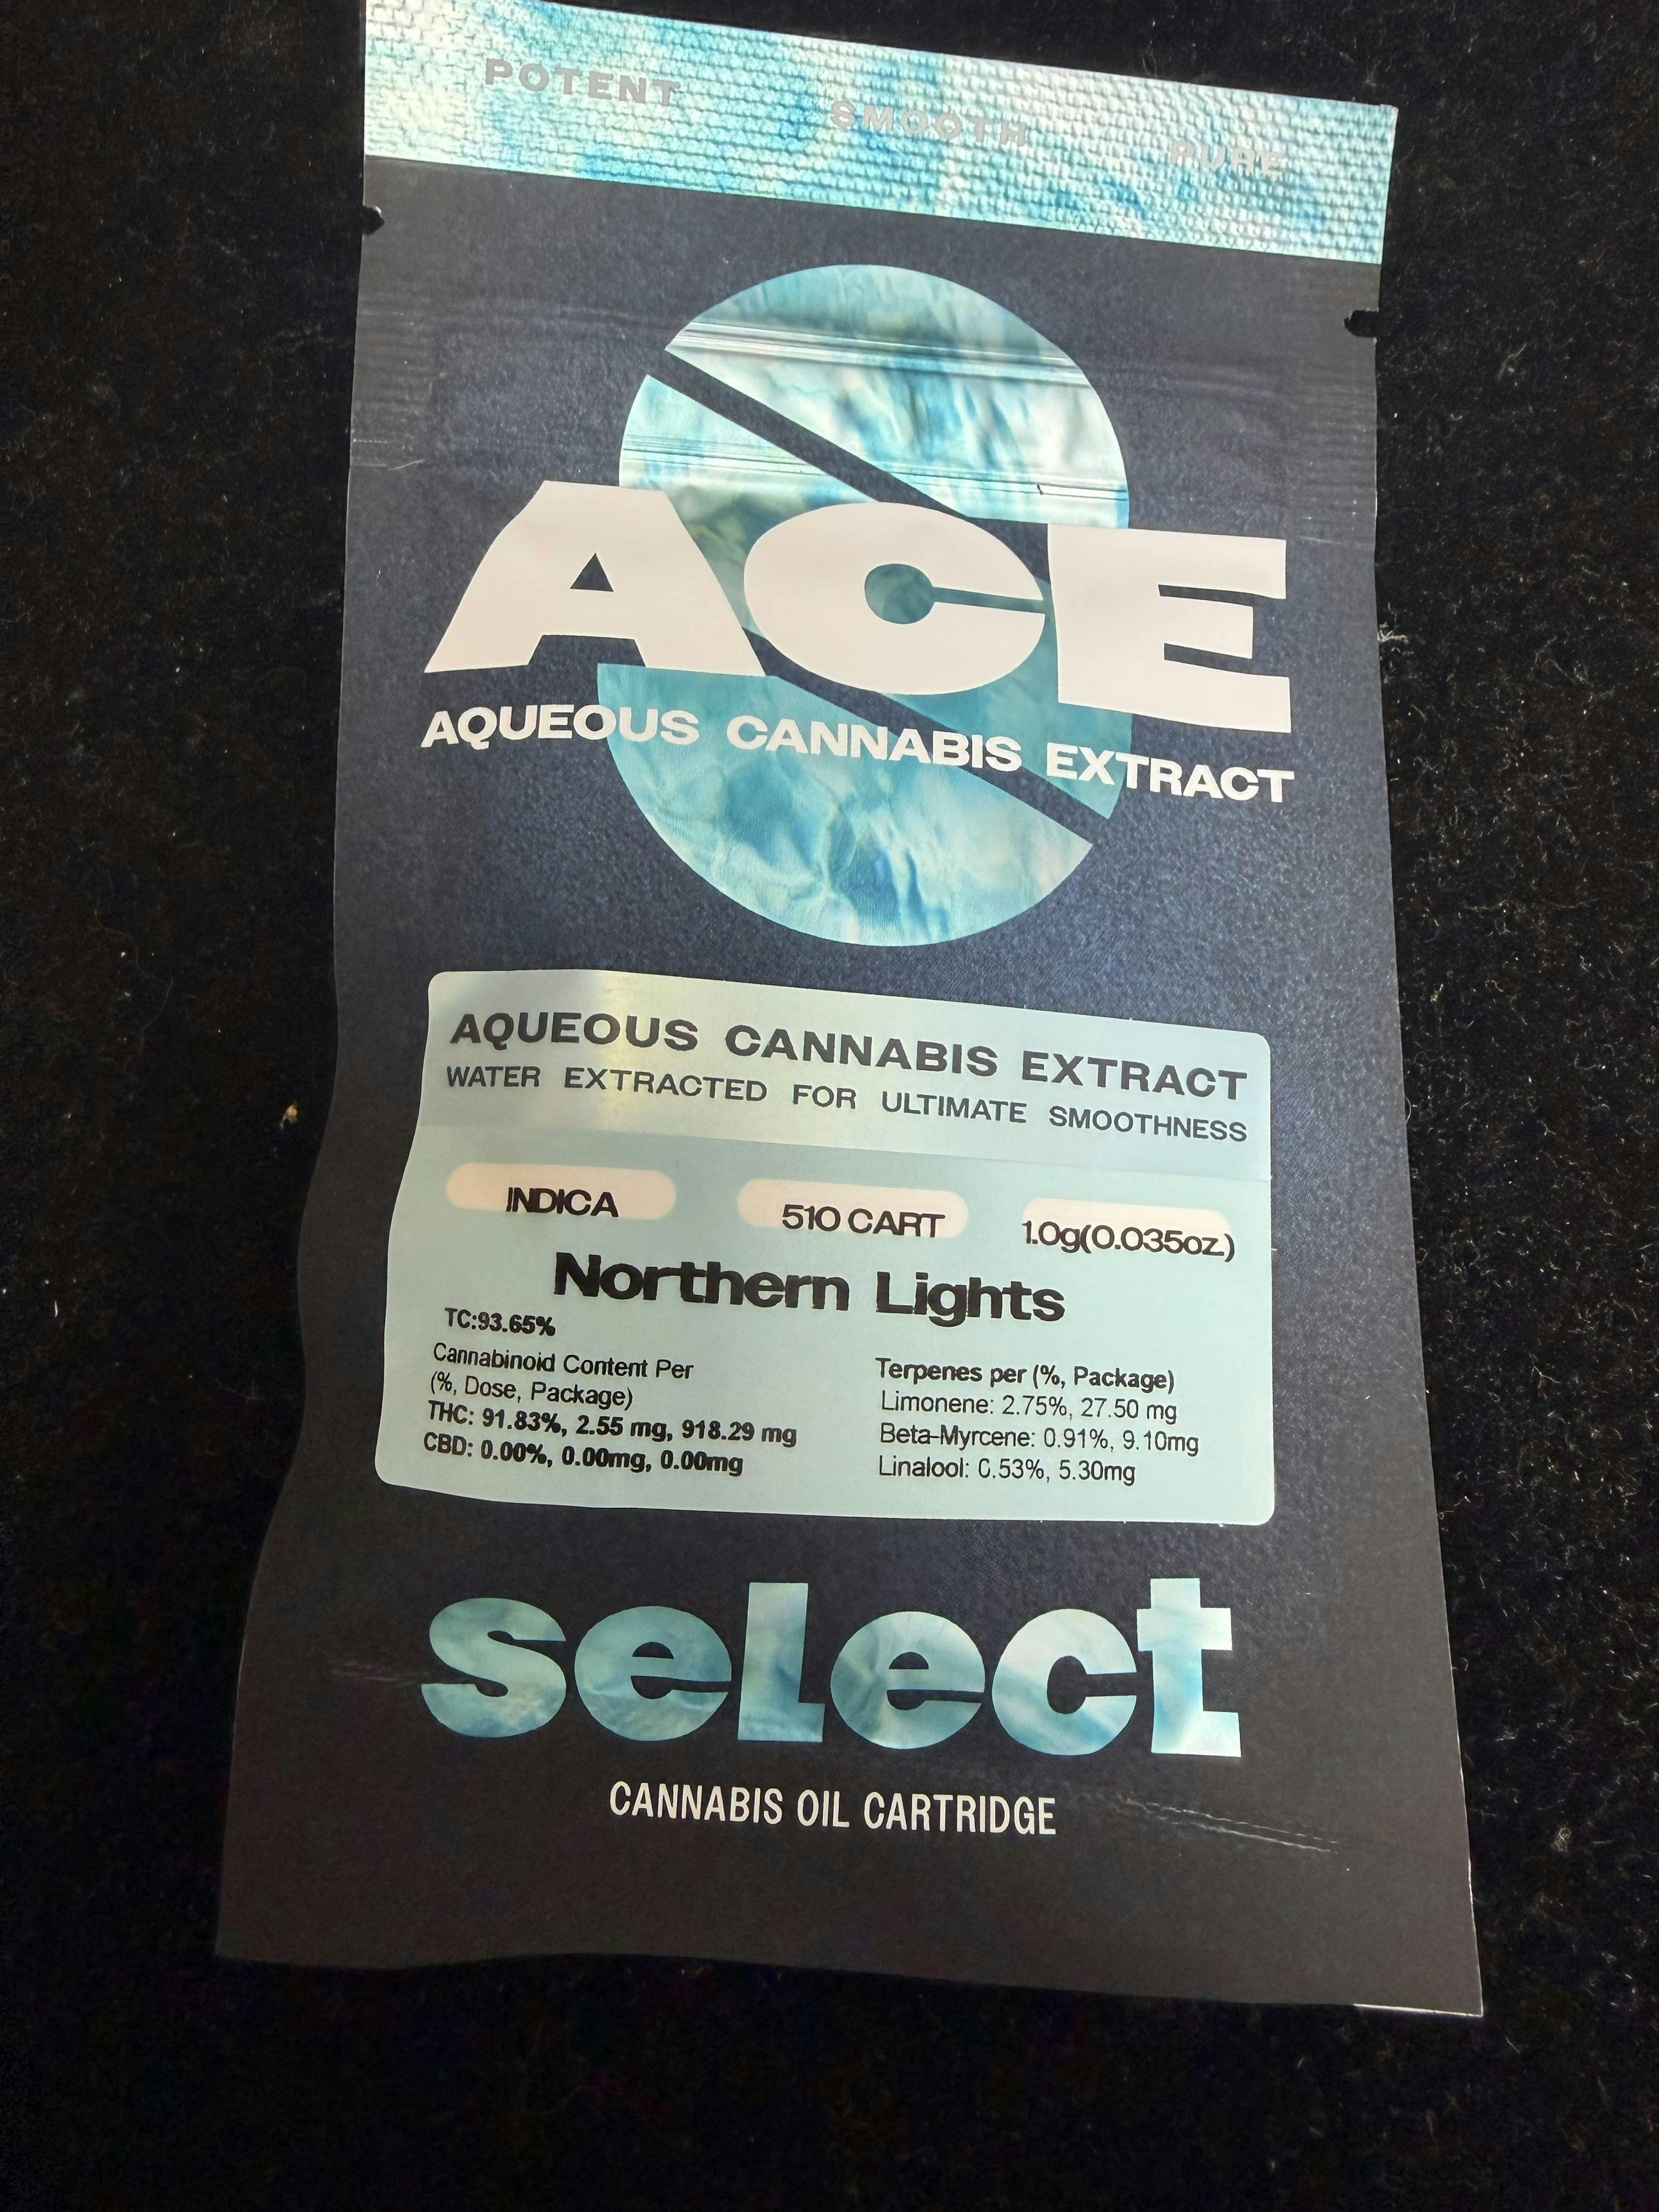 POTENT SMOOTH PURE
ACE
AQUEOUS CANNABIS EXTRACT
AQUEOUS CANNABIS EXTRACT
WATER EXTRACTED FOR ULTIMATE SMOOTHNESS
INDICA 510 CART 1.0g(0.035oz.)
Northern Lights
TC:93.65%
Cannabinoid Content Per
(%, Dose, Package)
THC: 91.83%, 2.55 mg, 918.29 mg
CBD: 0.00%, 0.00mg, 0.00mg
Terpenes per (%, Package)
Limonene: 2.75%, 27.50 mg
Beta-Myrcene: 0.91%, 9.10mg
Linalool: 0.53%, 5.30mg
select
CANNABIS OIL CARTRIDGE